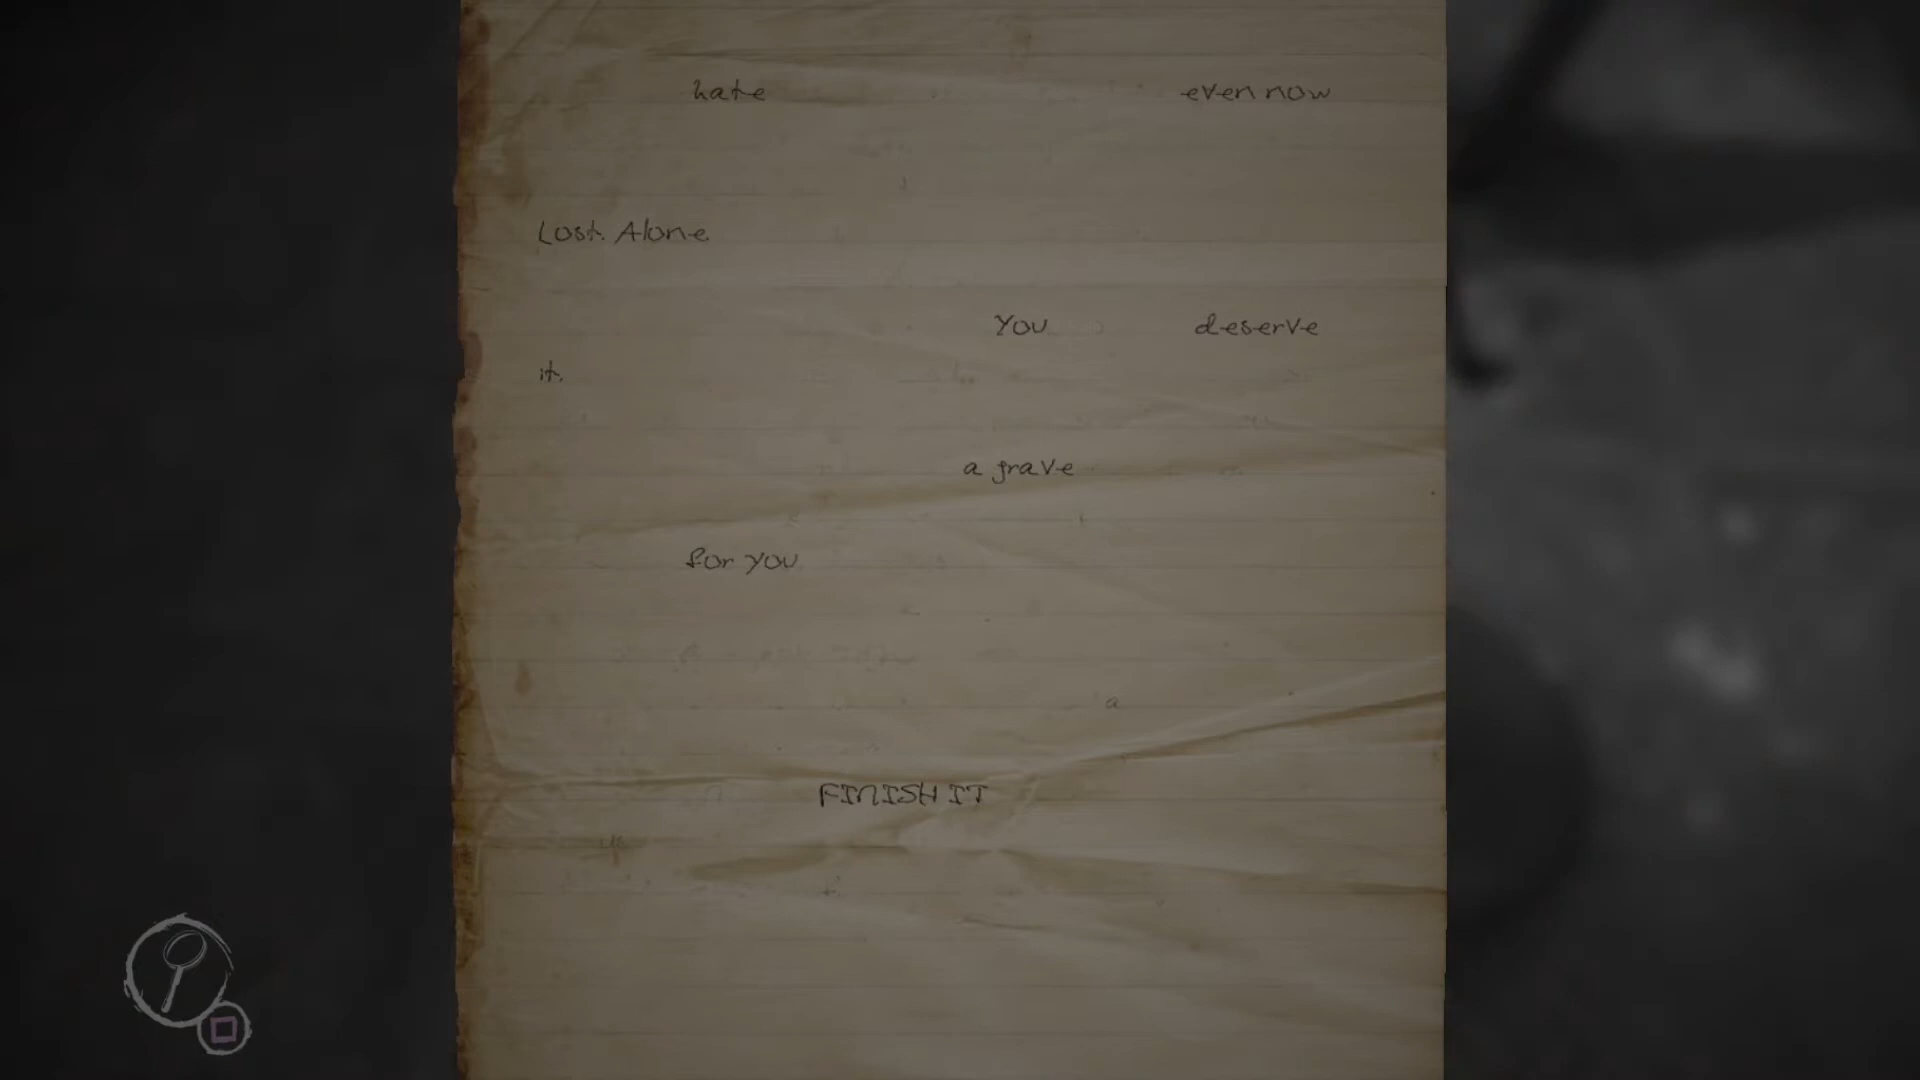 hate even now
Lost. Alone
You deserve
it.
a grave
for you
a
FINISH IT